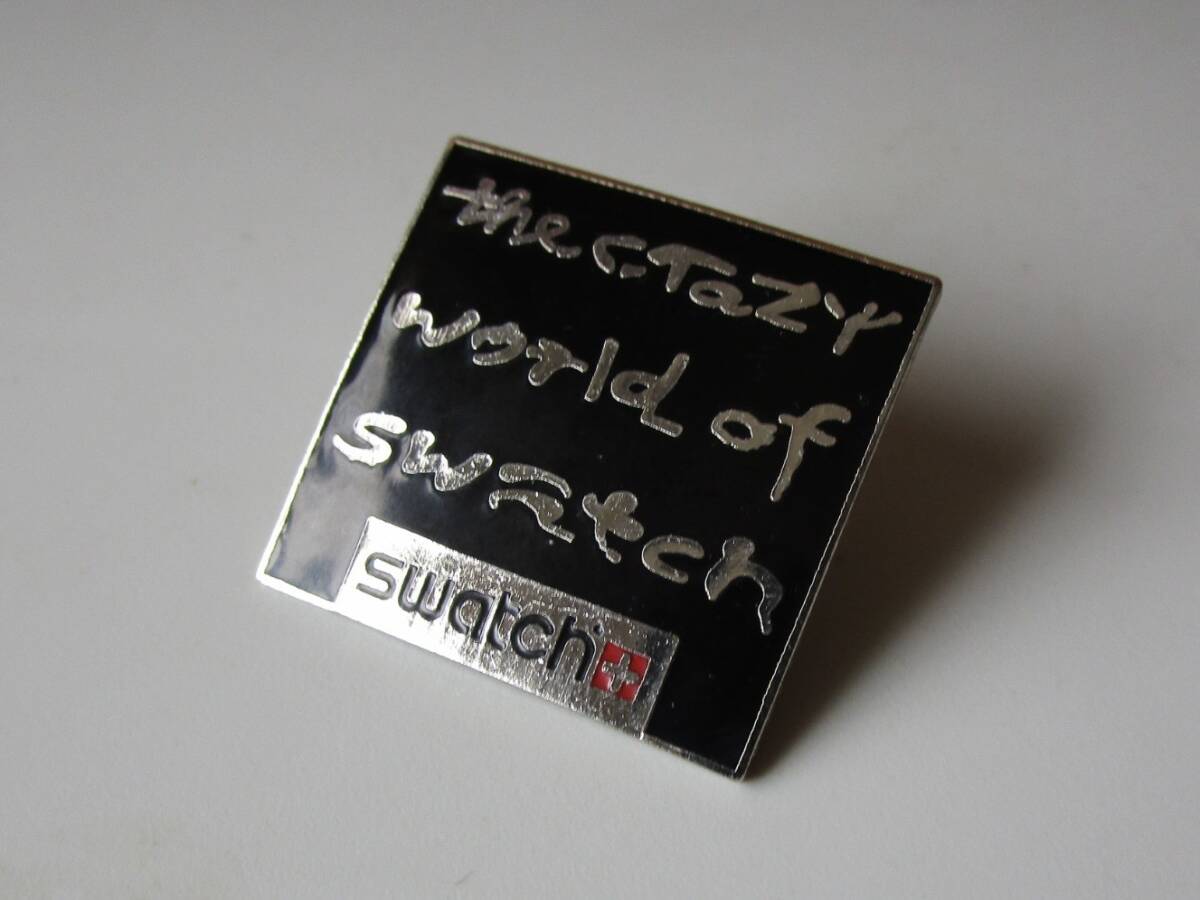 the crazy
world of
swatch
swatch